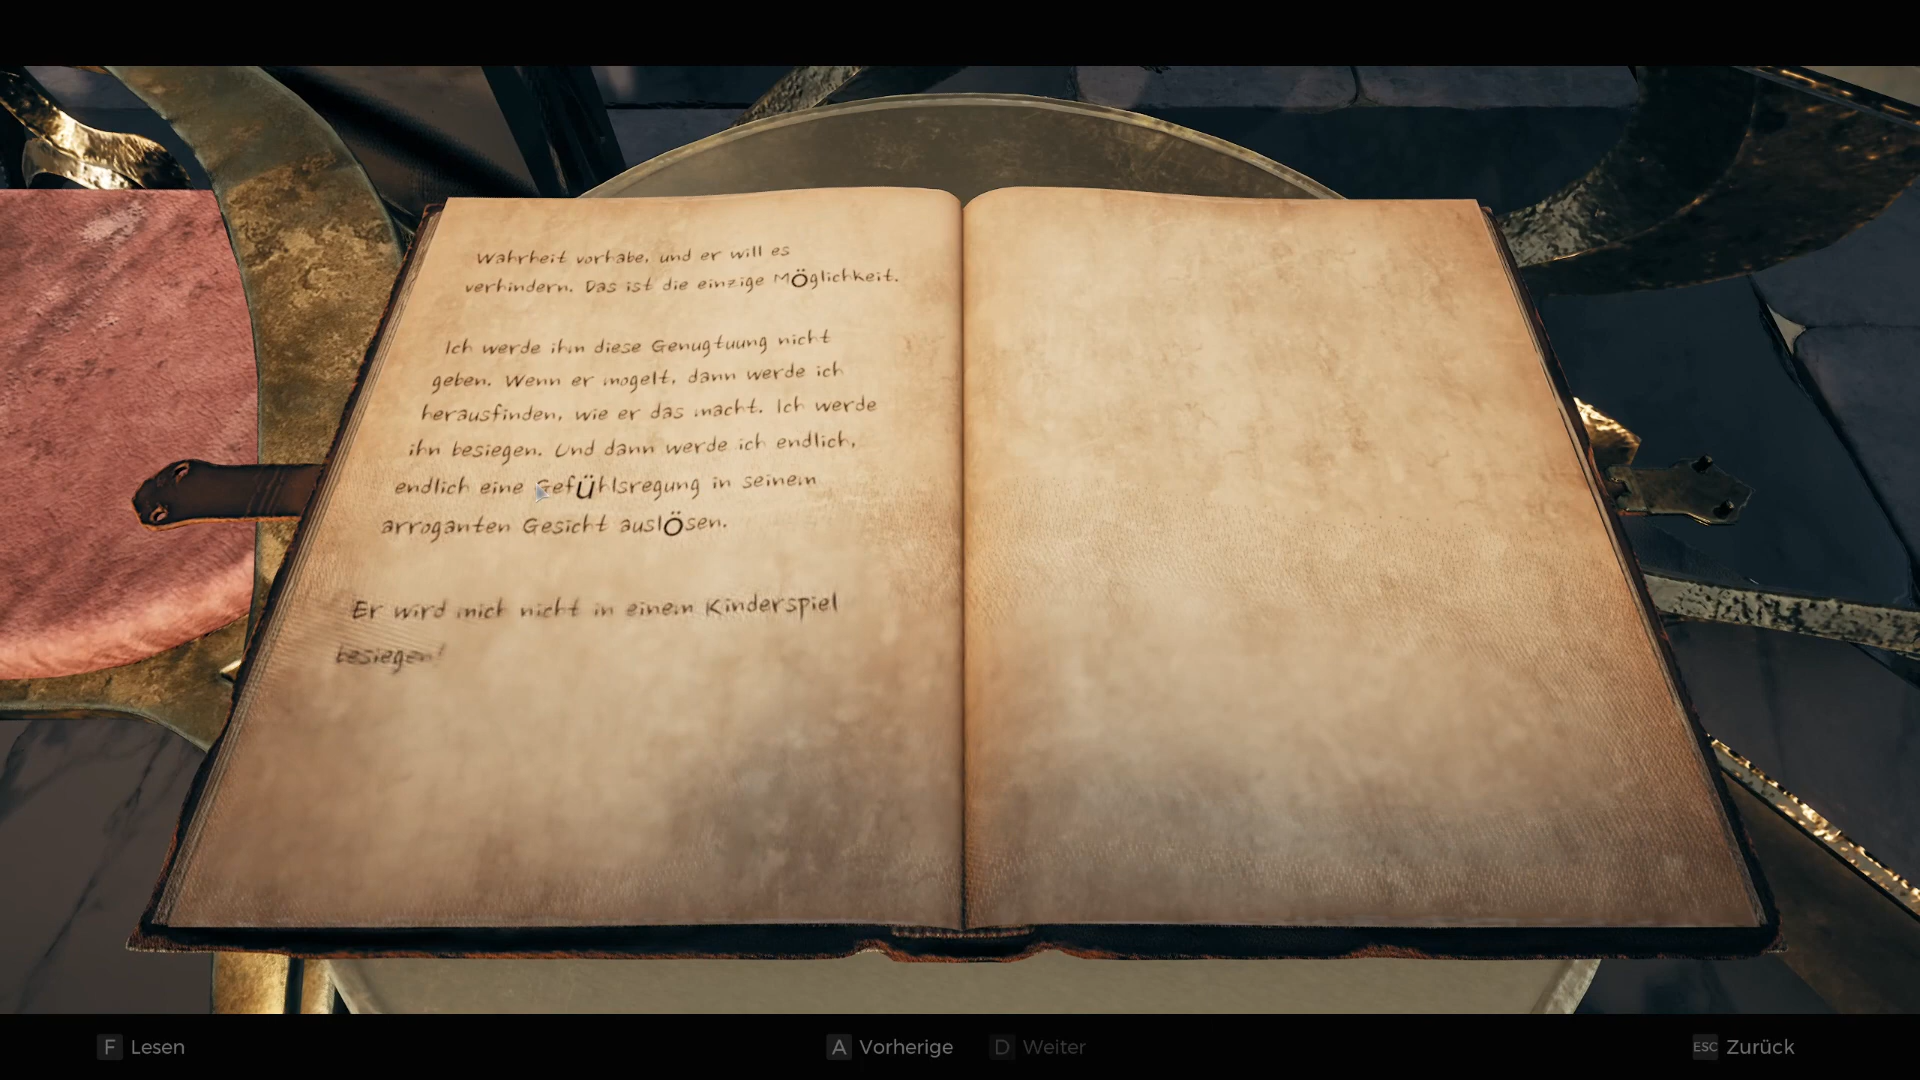 Wahrheit vorhabe, und er will es
verhindern. Das ist die einzige Möglichkeit.
Ich werde ihm diese Genugtuung nicht
geben. Wenn er mogelt, dann werde ich
herausfinden, wie er das macht. Ich werde
ihn besiegen. Und dann werde ich endlich,
endlich eine Gefühlsregung in seinem
arroganten Gesicht auslösen.
Er wird mich nicht in einem Kinderspiel
besiegen!
F Lesen
A Vorherige
D Weiter
ESC Zurück